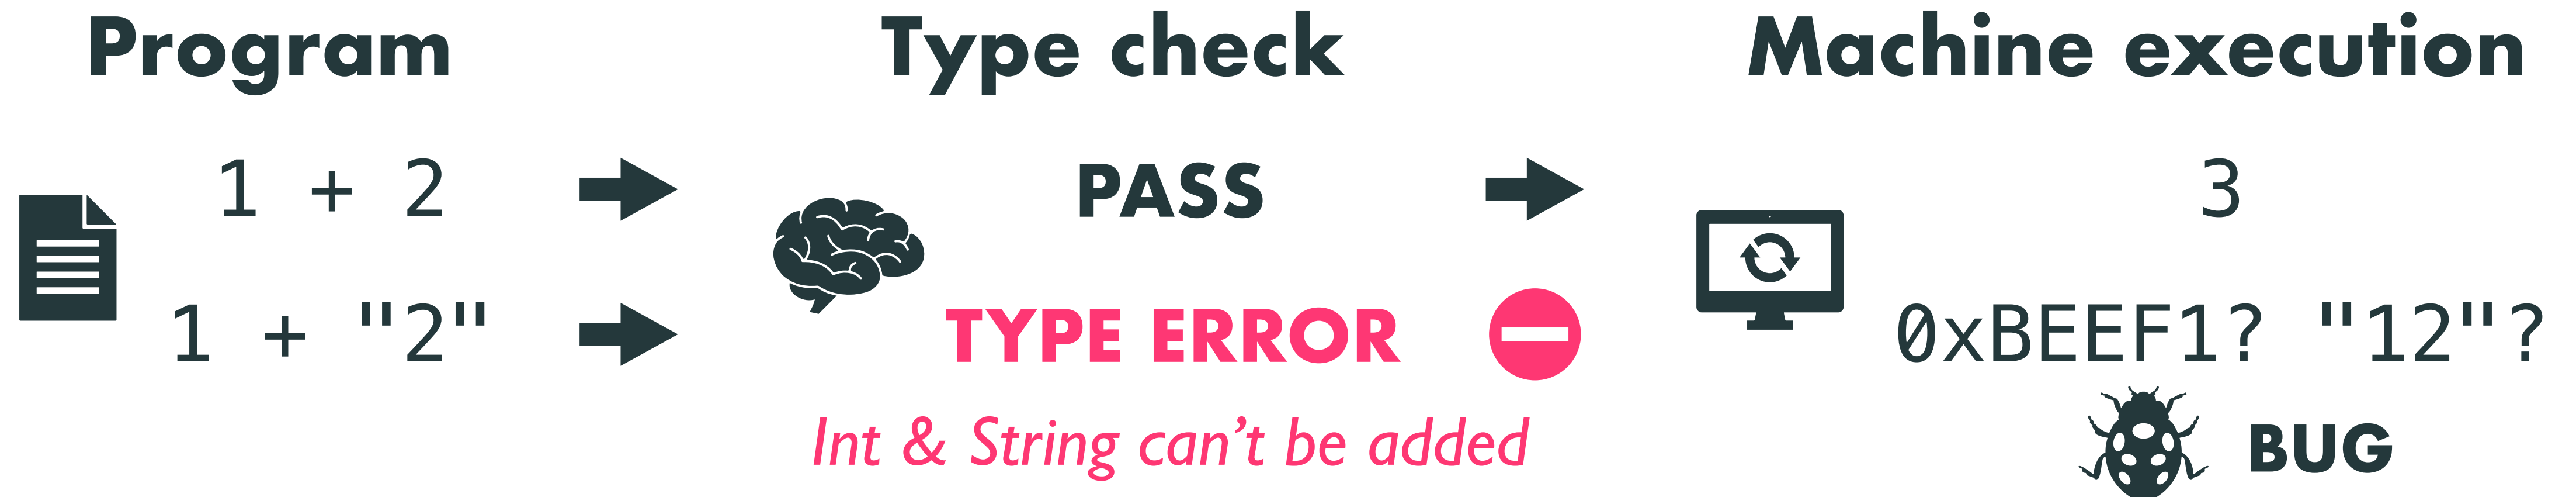 Program Type check Machine execution
1 + 2 PASS 3
1 + "2" TYPE ERROR 0xBEEF1? "12"?
Int & String can’t be added BUG